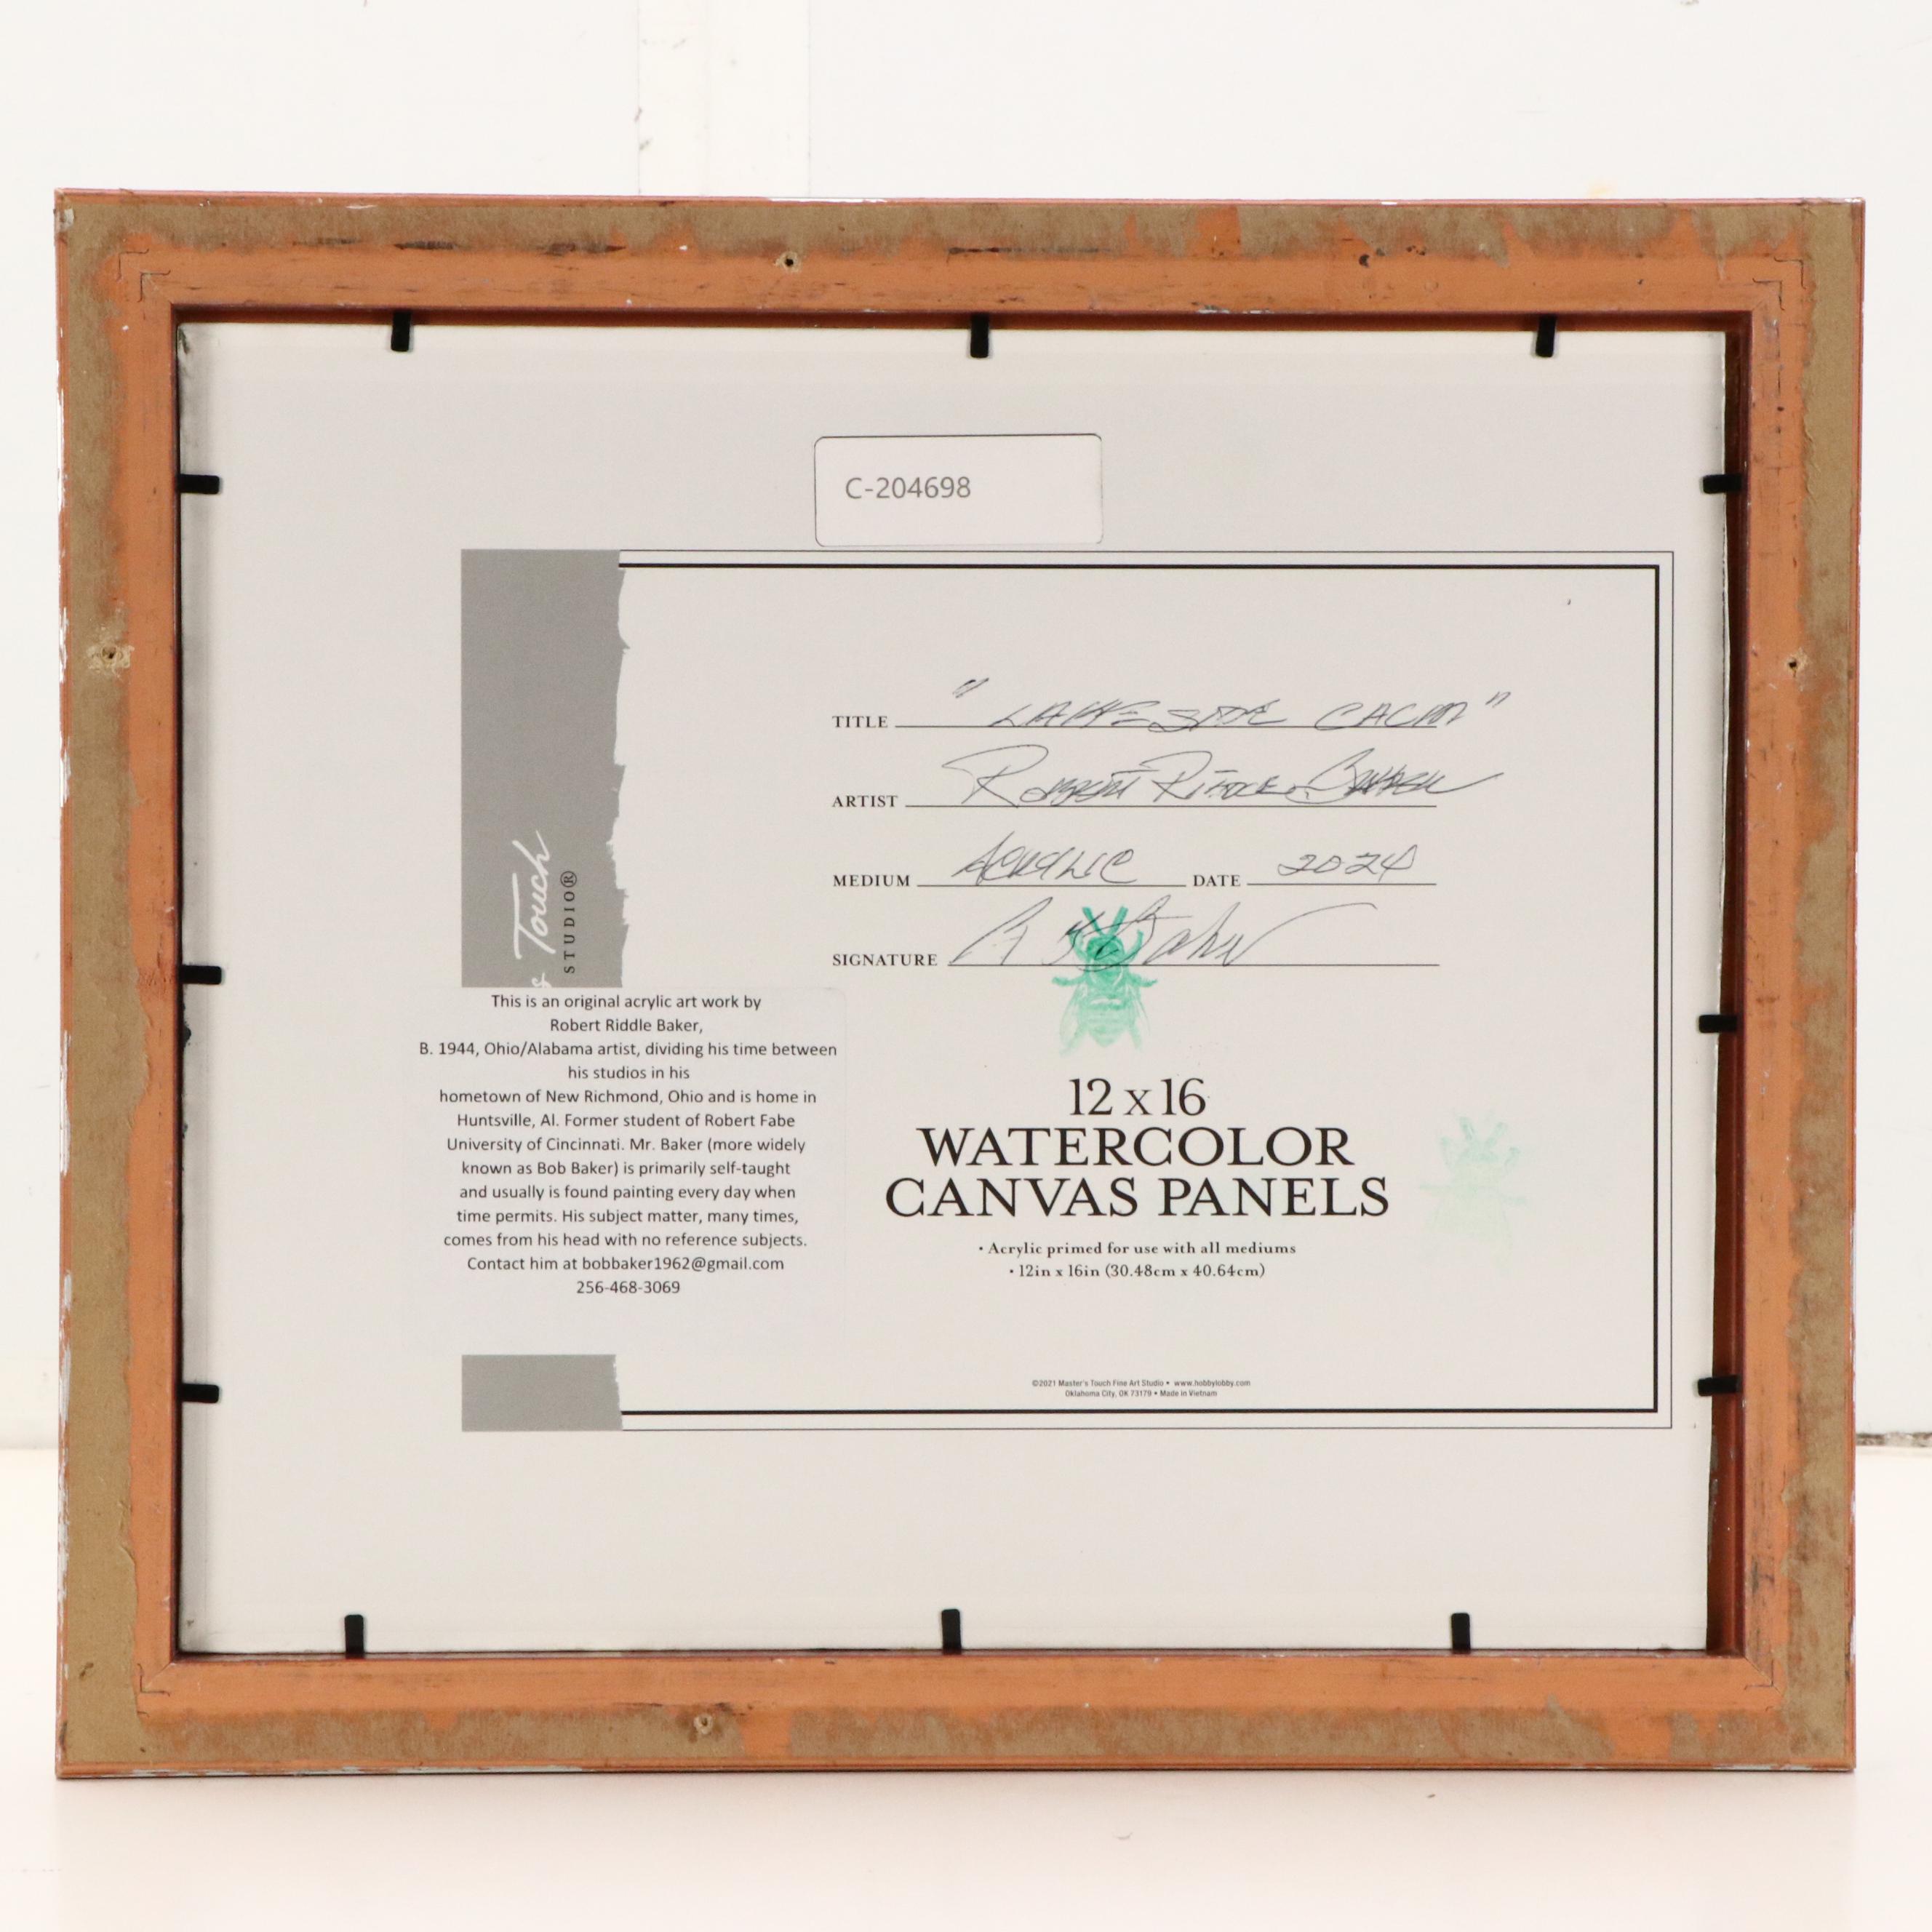 C-204698
TITLE "LAKESIDE CALM"
ARTIST Robert Riddle Baker
MEDIUM ACRYLIC DATE 2024
SIGNATURE R R Baker
s Touch
STUDIO®
This is an original acrylic art work by
Robert Riddle Baker,
B. 1944, Ohio/Alabama artist, dividing his time between
his studios in his
hometown of New Richmond, Ohio and is home in
Huntsville, Al. Former student of Robert Fabe
University of Cincinnati. Mr. Baker (more widely
known as Bob Baker) is primarily self-taught
and usually is found painting every day when
time permits. His subject matter, many times,
comes from his head with no reference subjects.
Contact him at bobbaker1962@gmail.com
256-468-3069
12 x 16
WATERCOLOR
CANVAS PANELS
• Acrylic primed for use with all mediums
• 12in x 16in (30.48cm x 40.64cm)
©2021 Master's Touch Fine Art Studio • www.hobbylobby.com
Oklahoma City, OK 73179 • Made in Vietnam